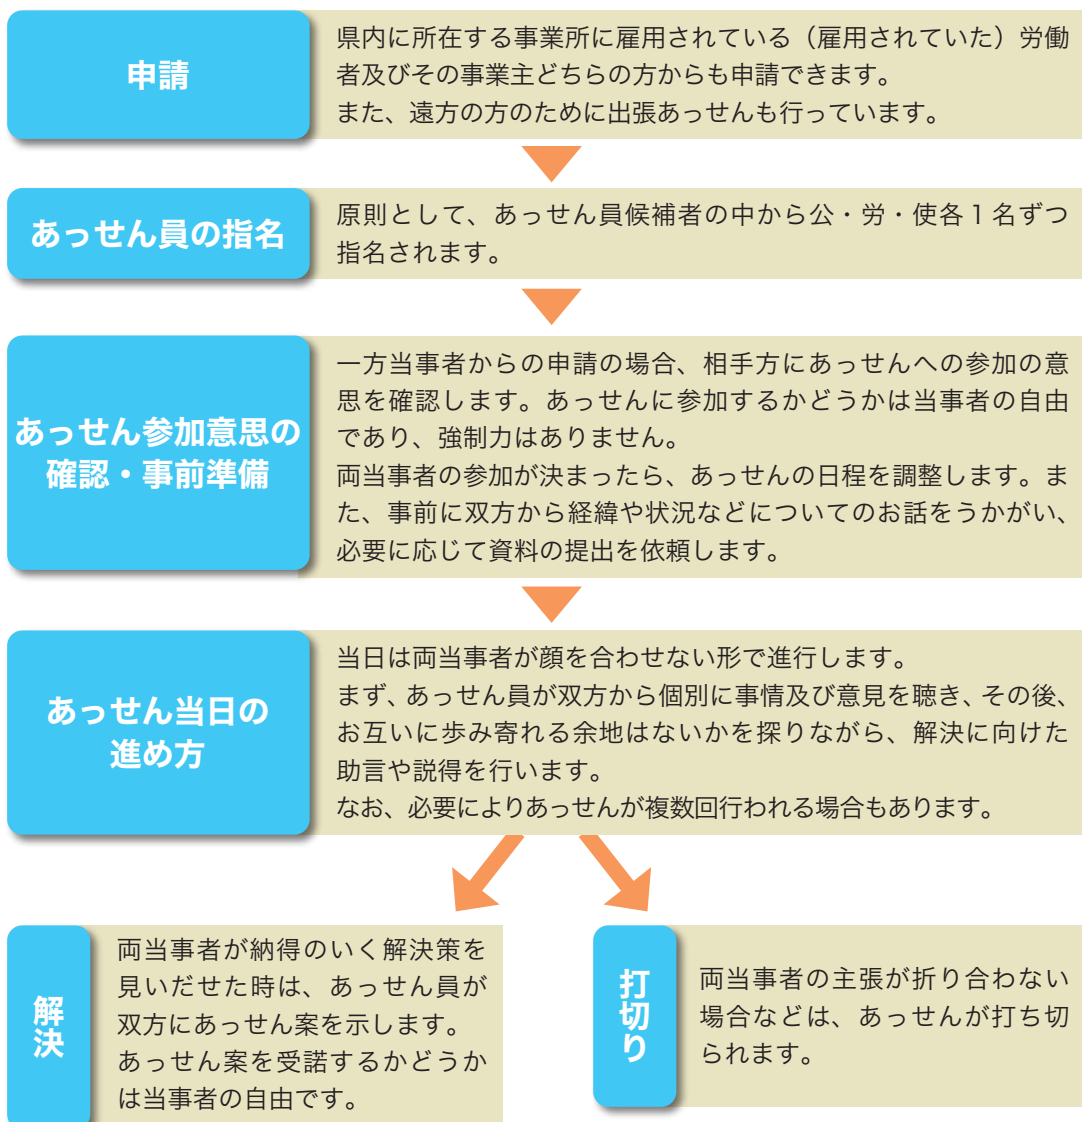 申請
県内に所在する事業所に雇用されている（雇用されていた）労働
者及びその事業主どちらの方からも申請できます。
また、遠方の方のために出張あっせんも行っています。
あっせん員の指名
原則として、あっせん員候補者の中から公・労・使各１名ずつ
指名されます。
あっせん参加意思の
確認・事前準備
一方当事者からの申請の場合、相手方にあっせんへの参加の意
思を確認します。あっせんに参加するかどうかは当事者の自由
であり、強制力はありません。
両当事者の参加が決まったら、あっせんの日程を調整します。ま
た、事前に双方から経緯や状況などについてのお話をうかがい、
必要に応じて資料の提出を依頼します。
あっせん当日の
進め方
当日は両当事者が顔を合わせない形で進行します。
まず、あっせん員が双方から個別に事情及び意見を聴き、その後、
お互いに歩み寄れる余地はないかを探りながら、解決に向けた
助言や説得を行います。
なお、必要によりあっせんが複数回行われる場合もあります。
解決
両当事者が納得のいく解決策を
見いだせた時は、あっせん員が
双方にあっせん案を示します。
あっせん案を受諾するかどうか
は当事者の自由です。
打切り
両当事者の主張が折り合わない
場合などは、あっせんが打ち切
られます。